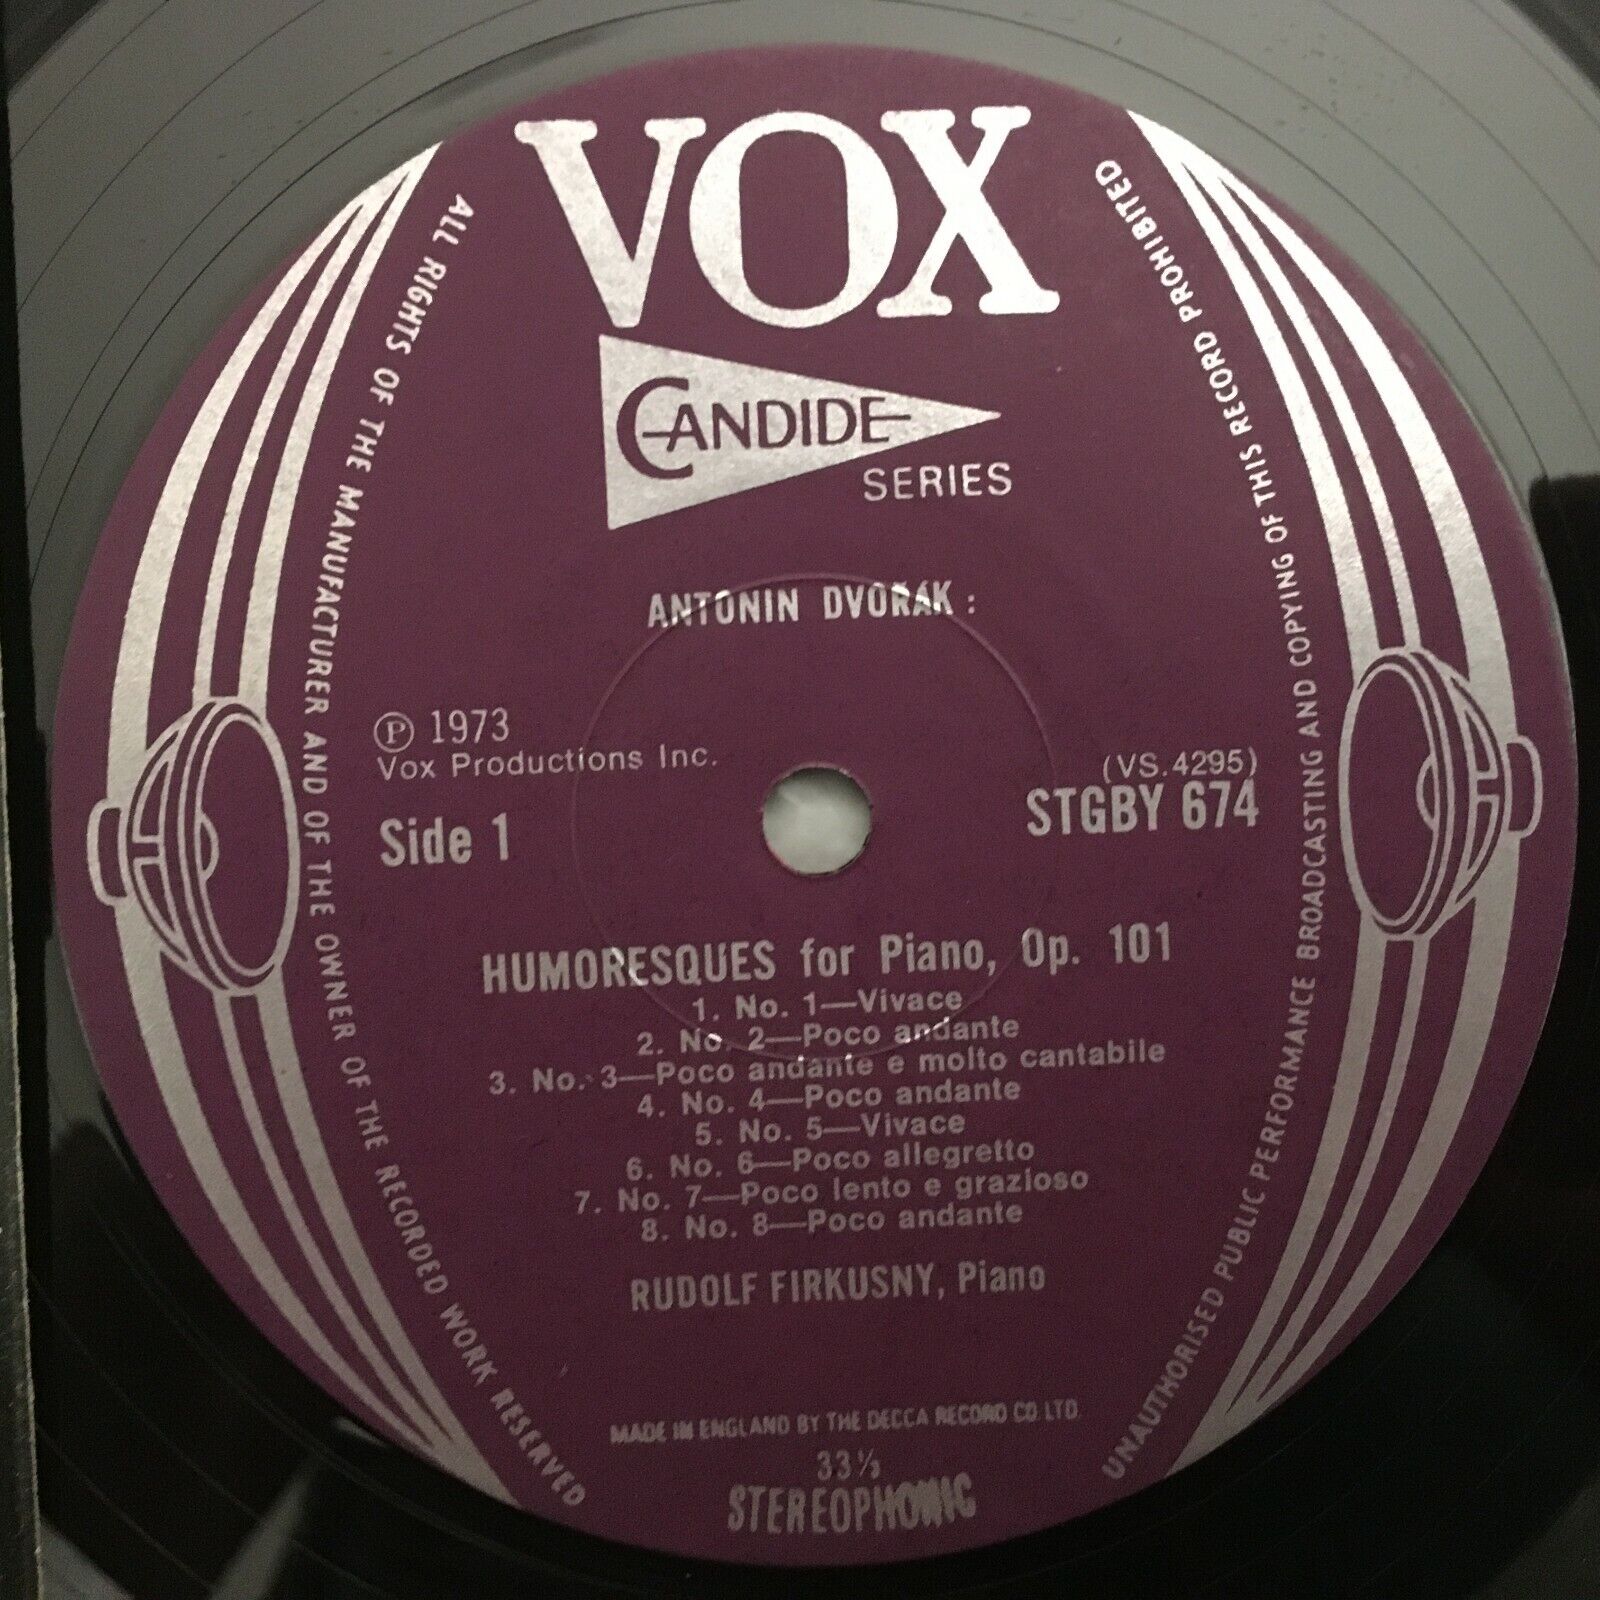 VOX
CANDIDE
SERIES
ANTONIN DVOŘÁK :
Ⓟ 1973
Vox Productions Inc.
(VS.4295)
STGBY 674
Side 1
HUMORESQUES for Piano, Op. 101
1. No. 1—Vivace
2. No. 2—Poco andante
3. No. 3—Poco andante e molto cantabile
4. No. 4—Poco andante
5. No. 5—Vivace
6. No. 6—Poco allegretto
7. No. 7—Poco lento e grazioso
8. No. 8—Poco andante
RUDOLF FIRKUSNY, Piano
MADE IN ENGLAND BY THE DECCA RECORD CO. LTD.
33⅓
STEREOPHONIC
ALL RIGHTS OF THE MANUFACTURER AND OF THE OWNER OF THE RECORDED WORK RESERVED
UNAUTHORISED PUBLIC PERFORMANCE BROADCASTING AND COPYING OF THIS RECORD PROHIBITED